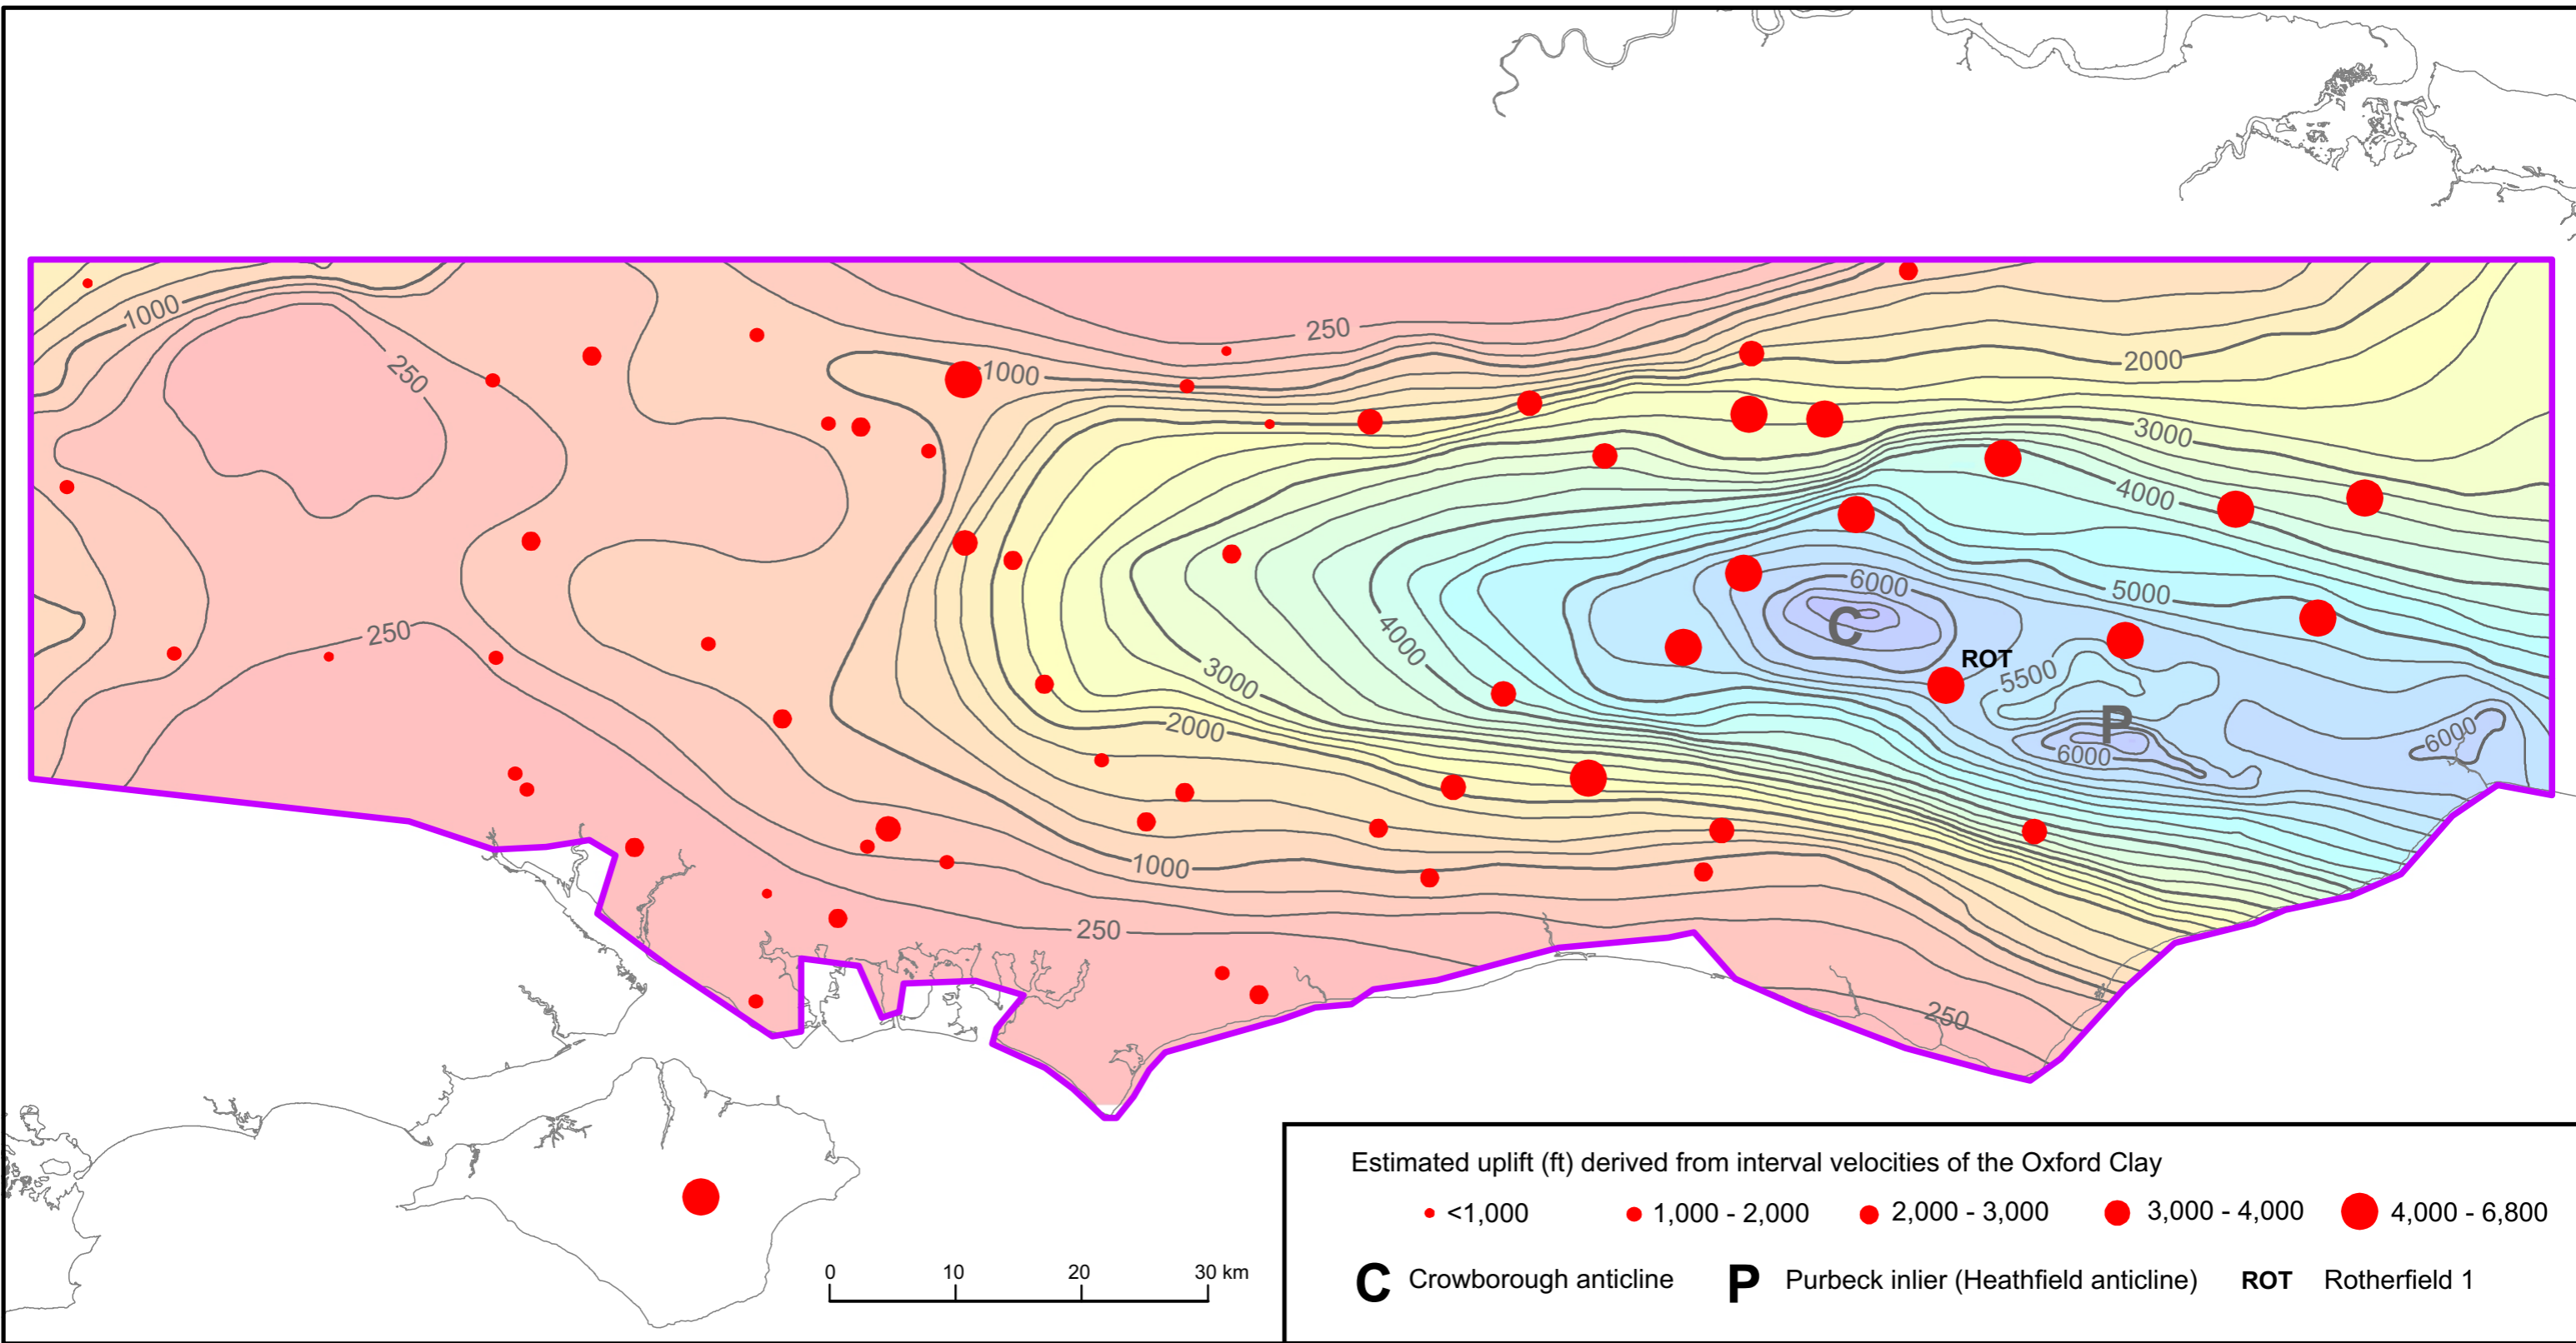 1000
250
250
1000
2000
3000
4000
6000
5000
C
ROT
250
4000
3000
5500
P
2000
6000
6000
1000
250
250
Estimated uplift (ft) derived from interval velocities of the Oxford Clay
<1,000 1,000 - 2,000 2,000 - 3,000 3,000 - 4,000 4,000 - 6,800
0 10 20 30 km
C Crowborough anticline P Purbeck inlier (Heathfield anticline) ROT Rotherfield 1